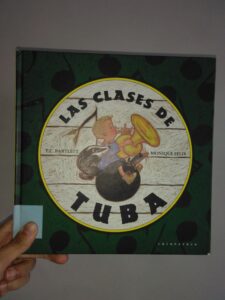 LAS CLASES DE
T.C. BARTLETT
MONIQUE FELIX
TUBA